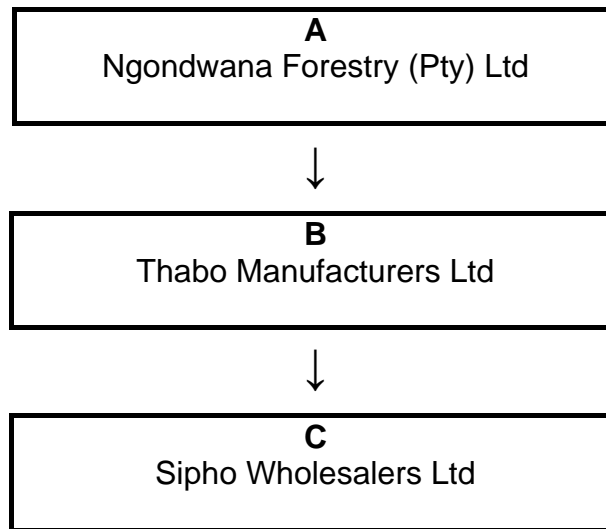 A
Ngondwana Forestry (Pty) Ltd
↓
B
Thabo Manufacturers Ltd
↓
C
Sipho Wholesalers Ltd